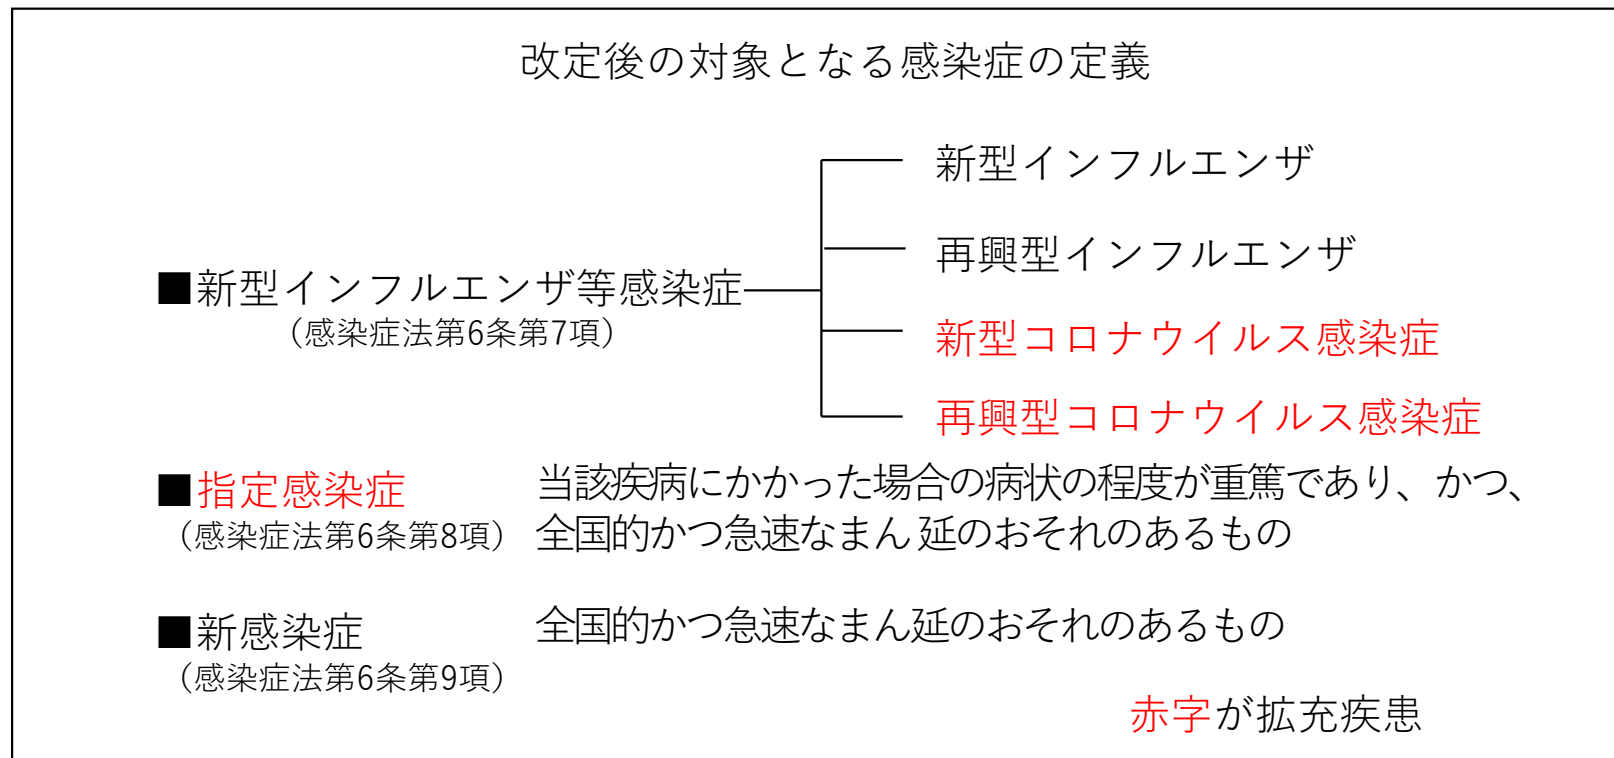 改定後の対象となる感染症の定義
新型インフルエンザ
再興型インフルエンザ
■新型インフルエンザ等感染症
（感染症法第6条第7項）
新型コロナウイルス感染症
再興型コロナウイルス感染症
■指定感染症
（感染症法第6条第8項）
当該疾病にかかった場合の病状の程度が重篤であり、かつ、
全国的かつ急速なまん 延のおそれのあるもの
■新感染症
（感染症法第6条第9項）
全国的かつ急速なまん延のおそれのあるもの
赤字が拡充疾患